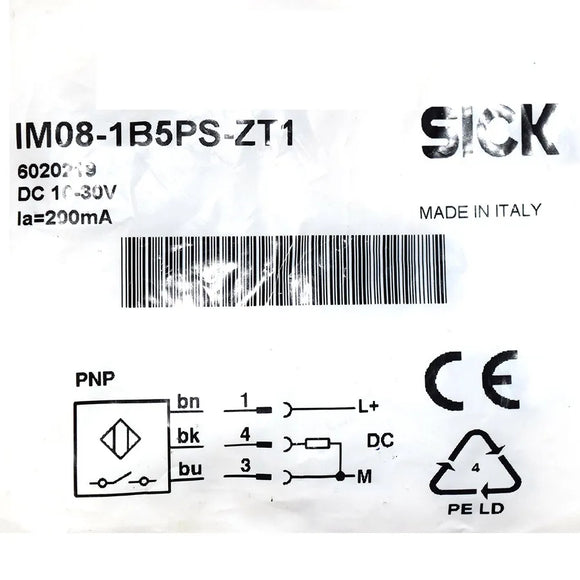 IM08-1B5PS-ZT1
SICK
6020219
DC 10-30V
Ia=200mA
MADE IN ITALY
PNP
bn 1 L+
bk 4 DC
bu 3 M
CE
4
PE LD